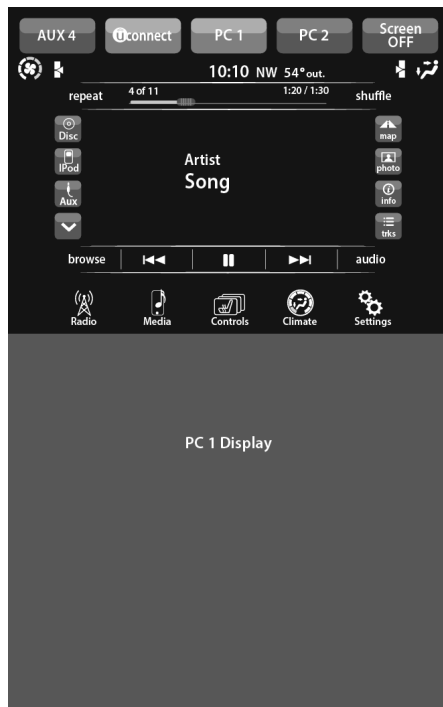 AUX 4
uconnect
PC 1
PC 2
Screen
OFF
10:10 NW 54° out.
repeat
4 of 11
1:20 / 1:30
shuffle
Disc
map
Artist
Song
IPod
photo
Aux
info
trks
browse
audio
Radio
Media
Controls
Climate
Settings
PC 1 Display